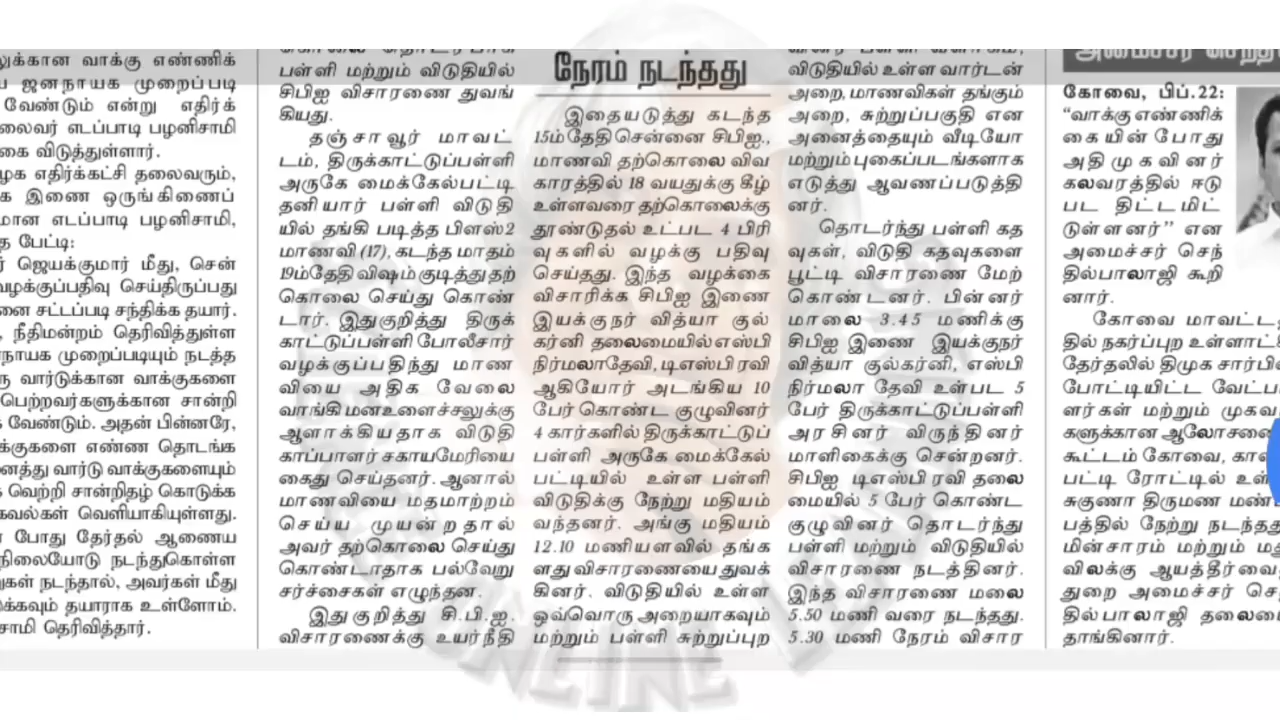 லுக்கான வாக்கு எண்ணிக்
ய ஜனநாயக முறைப்படி
வேண்டும் என்று எதிர்க்
லைவர் எடப்பாடி பழனிசாமி
கை விடுத்துள்ளார்.
முக எதிர்க்கட்சி தலைவரும்,
க இணை ஒருங்கிணைப்
மான எடப்பாடி பழனிசாமி,
த பேட்டி:
ர் ஜெயக்குமார் மீது, சென்
வழக்குப்பதிவு செய்திருப்பது
னை சட்டப்படி சந்திக்க தயார்.
, நீதிமன்றம் தெரிவித்துள்ள
நாயக முறைப்படியும் நடத்த
ரு வார்டுக்கான வாக்குகளை
பெற்றவர்களுக்கான சான்றி
வேண்டும். அதன் பின்னரே,
க்குகளை எண்ண தொடங்க
னைத்து வார்டு வாக்குகளையும்
வெற்றி சான்றிதழ் கொடுக்க
கவல்கள் வெளியாகியுள்ளது.
போது தேர்தல் ஆணைய
நிலையோடு நடந்துகொள்ள
றுகள் நடந்தால், அவர்கள் மீது
டுக்கவும் தயாராக உள்ளோம்.
சாமி தெரிவித்தார்.
பள்ளி மற்றும் விடுதியில்
சிபிஐ விசாரணை துவங்
கியது.
தஞ்சாவூர் மாவட்
டம், திருக்காட்டுப்பள்ளி
அருகே மைக்கேல்பட்டி
தனியார் பள்ளி விடுதி
யில் தங்கி படித்த பிளஸ் 2
மாணவி (17), கடந்த மாதம்
19ம்தேதி விஷம் குடித்து தற்
கொலை செய்து கொண்
டார். இதுகுறித்து திருக்
காட்டுப்பள்ளி போலீசார்
வழக்குப்பதிந்து மாண
வியை அதிக வேலை
வாங்கி மன உளைச்சலுக்கு
ஆளாக்கியதாக விடுதி
காப்பாளர் சகாயமேரியை
கைது செய்தனர். ஆனால்
மாணவியை மதமாற்றம்
செய்ய முயன்றதால்
அவர் தற்கொலை செய்து
கொண்டாதாக பல்வேறு
சர்ச்சைகள் எழுந்தன.
இதுகுறித்து சி.பி.ஐ.
விசாரணைக்கு உயர்நீதி
நேரம் நடந்தது
இதையடுத்து கடந்த
15ம் தேதி சென்னை சிபிஐ.,
மாணவி தற்கொலை விவ
காரத்தில் 18 வயதுக்கு கீழ்
உள்ளவரை தற்கொலைக்கு
தூண்டுதல் உட்பட 4 பிரி
வுகளில் வழக்கு பதிவு
செய்தது. இந்த வழக்கை
விசாரிக்க சிபிஐ இணை
இயக்குநர் வித்யா குல்
கர்னி தலைமையில் எஸ்பி
நிர்மலாதேவி, டிஎஸ்பி ரவி
ஆகியோர் அடங்கிய 10
பேர் கொண்ட குழுவினர்
4 கார்களில் திருக்காட்டுப்
பள்ளி அருகே மைக்கேல்
பட்டியில் உள்ள பள்ளி
விடுதிக்கு நேற்று மதியம்
வந்தனர். அங்கு மதியம்
12.10 மணியளவில் தங்க
ளது விசாரணையை துவக்
கினர். விடுதியில் உள்ள
ஒவ்வொரு அறையாகவும்
மற்றும் பள்ளி சுற்றுப்புற
விடுதியில் உள்ள வார்டன்
அறை, மாணவிகள் தங்கும்
அறை, சுற்றுப்பகுதி என
அனைத்தையும் வீடியோ
மற்றும் புகைப்படங்களாக
எடுத்து ஆவணப்படுத்தி
னர்.
தொடர்ந்து பள்ளி கத
வுகள், விடுதி கதவுகளை
பூட்டி விசாரணை மேற்
கொண்டனர். பின்னர்
மாலை 3.45 மணிக்கு
சிபிஐ இணை இயக்குநர்
வித்யா குல்கர்னி, எஸ்பி
நிர்மலா தேவி உள்பட 5
பேர் திருக்காட்டுப்பள்ளி
அரசினர் விருந்தினர்
மாளிகைக்கு சென்றனர்.
சிபிஐ டிஎஸ்பி ரவி தலை
மையில் 5 பேர் கொண்ட
குழுவினர் தொடர்ந்து
பள்ளி மற்றும் விடுதியில்
விசாரணை நடத்தினர்.
இந்த விசாரணை மலை
5.50 மணி வரை நடந்தது.
5.30 மணி நேரம் விசார
அமைச்சர் செந்தி
கோவை, பிப்.22:
“வாக்கு எண்ணிக்
கையின் போது
அதிமுகவினர்
கலவரத்தில் ஈடு
பட திட்டமிட்
டுள்ளனர்’’ என
அமைச்சர் செந்
தில்பாலாஜி கூறி
னார்.
கோவை மாவட்ட
தில் நகர்ப்புற உள்ளாட்
தேர்தலில் திமுக சார்பில்
போட்டியிட்ட வேட்ப
ளர்கள் மற்றும் முகவ
களுக்கான ஆலோசனை
கூட்டம் கோவை, கா
பட்டி ரோட்டில் உள்
சுகுணா திருமண மண்
பத்தில் நேற்று நடந்தது
மின்சாரம் மற்றும் ம
விலக்கு ஆயத்தீர்வை
துறை அமைச்சர் செ
தில்பாலாஜி தலைமை
தாங்கினார்.
ONLINE